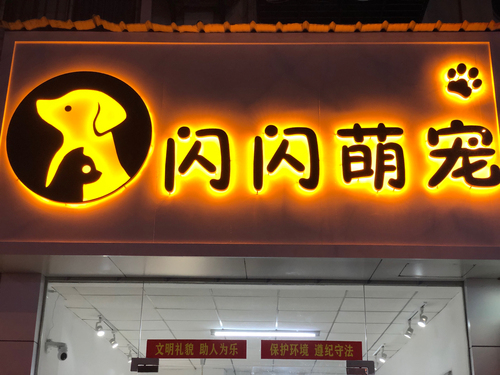 闪闪萌宠
文明礼貌 助人为乐
保护环境 遵纪守法